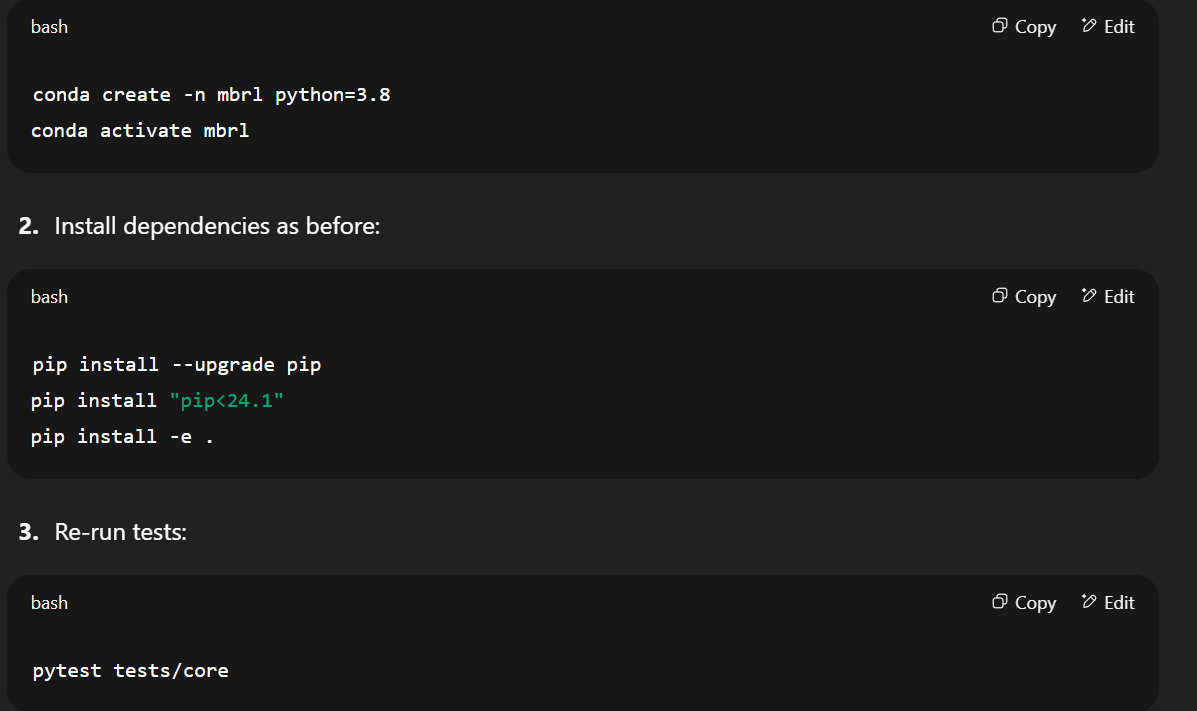 bash Copy Edit
conda create -n mbrl python=3.8
conda activate mbrl
2. Install dependencies as before:
bash Copy Edit
pip install --upgrade pip
pip install "pip<24.1"
pip install -e .
3. Re-run tests:
bash Copy Edit
pytest tests/core